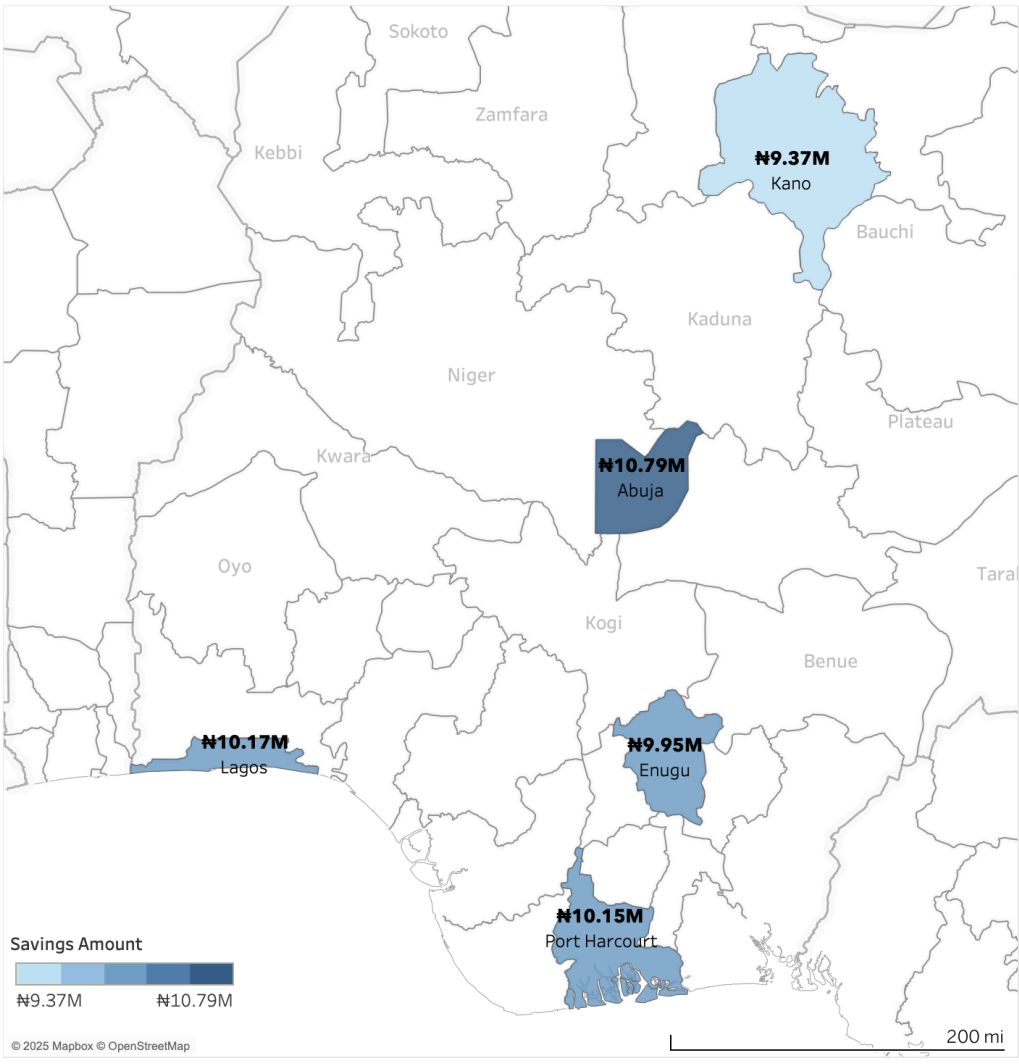 Sokoto
Zamfara
Kebbi
₦9.37M
Kano
Bauchi
Kaduna
Niger
Plateau
Kwara
₦10.79M
Abuja
Oyo
Tara
Kogi
Benue
₦10.17M
Lagos
₦9.95M
Enugu
₦10.15M
Port Harcourt
Savings Amount
₦9.37M ₦10.79M
200 mi
© 2025 Mapbox © OpenStreetMap